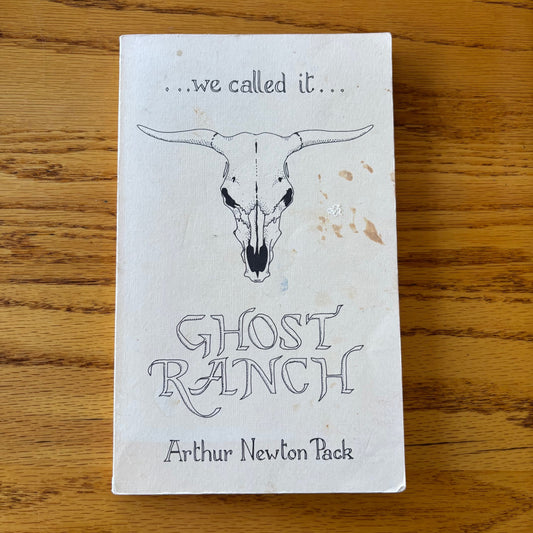 ...we called it...
GHOST
RANCH
Arthur Newton Pack